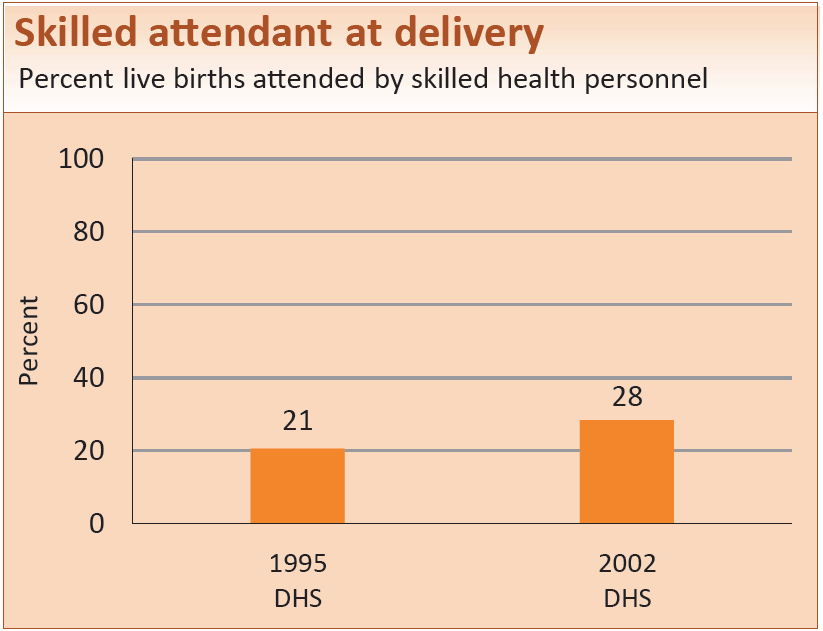 Skilled attendant at delivery
Percent live births attended by skilled health personnel
100
80
60
40
20
0
Percent
21
28
1995
DHS
2002
DHS